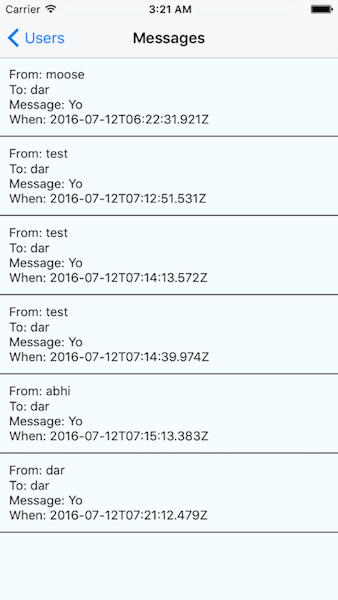 Carrier 3:21 AM
Users Messages
From: moose
To: dar
Message: Yo
When: 2016-07-12T06:22:31.921Z
From: test
To: dar
Message: Yo
When: 2016-07-12T07:12:51.531Z
From: test
To: dar
Message: Yo
When: 2016-07-12T07:14:13.572Z
From: test
To: dar
Message: Yo
When: 2016-07-12T07:14:39.974Z
From: abhi
To: dar
Message: Yo
When: 2016-07-12T07:15:13.383Z
From: dar
To: dar
Message: Yo
When: 2016-07-12T07:21:12.479Z